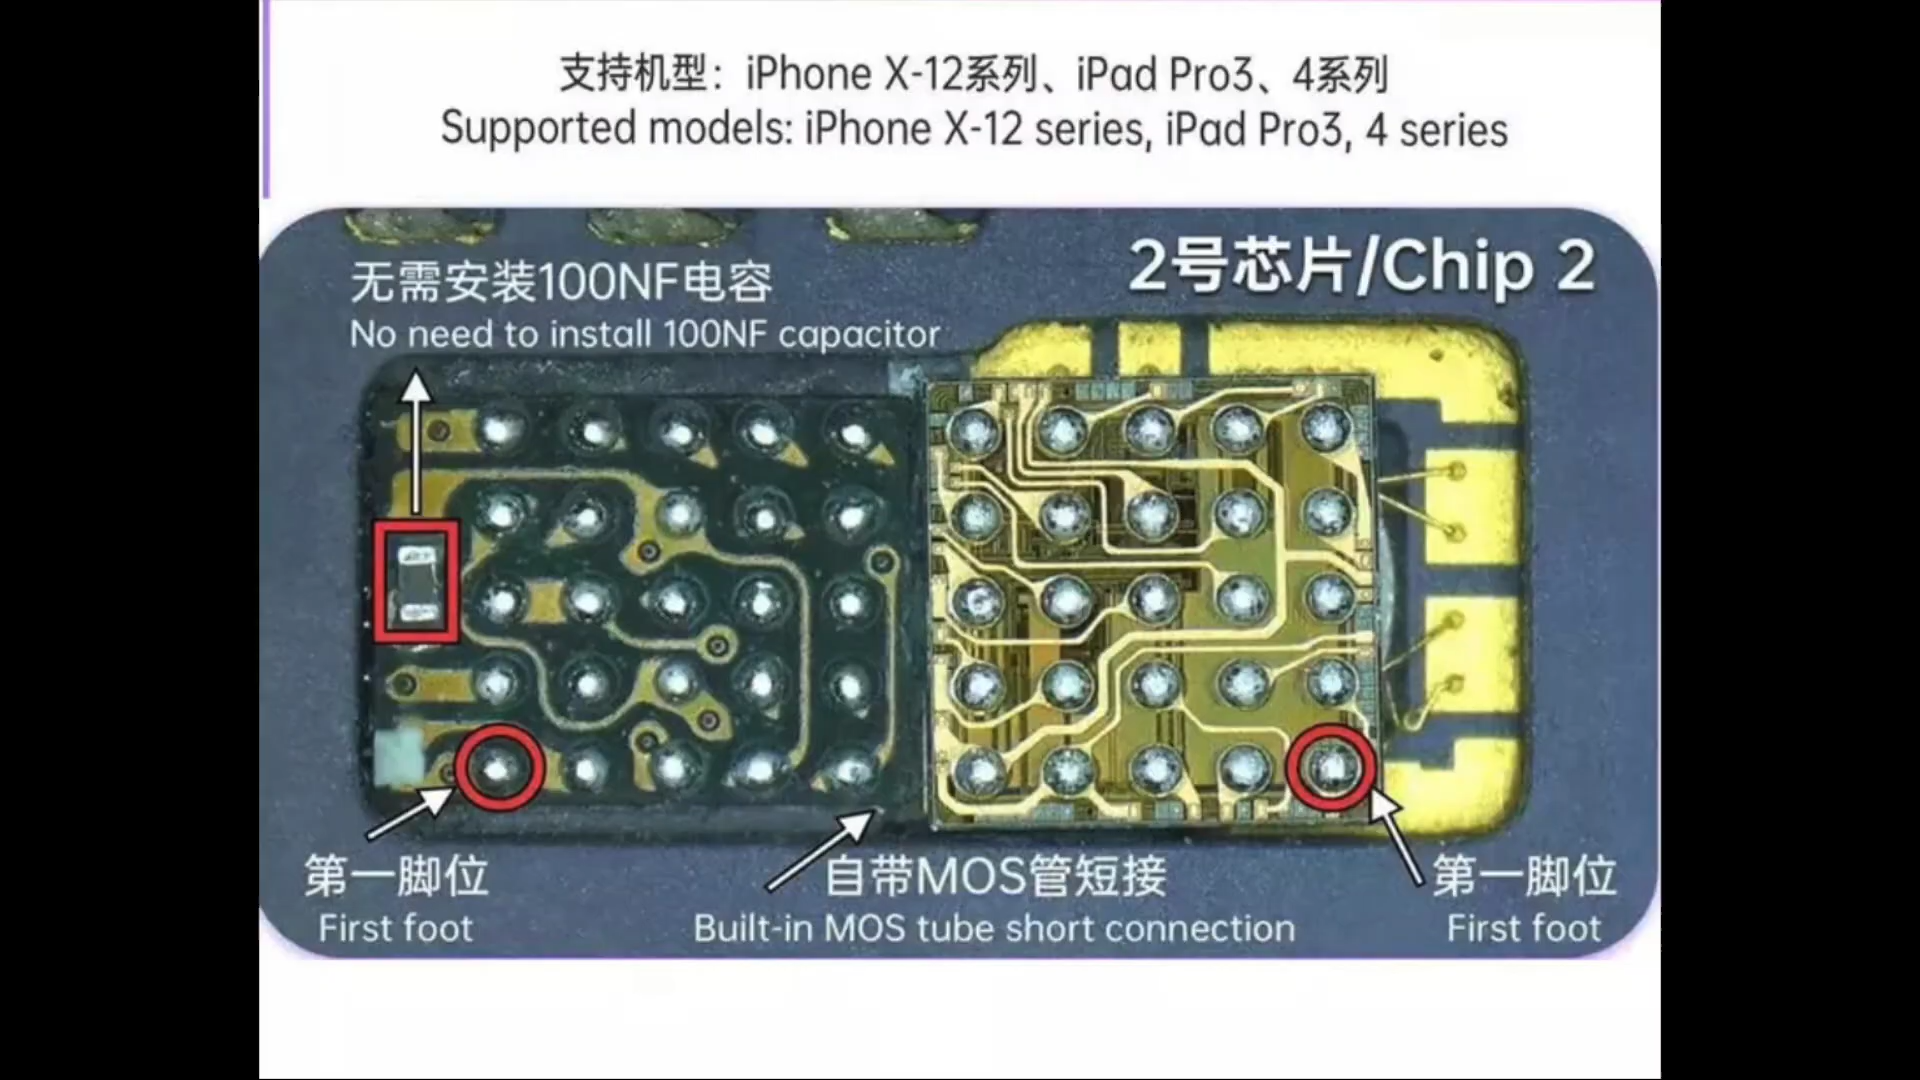 支持机型：iPhone X-12系列、iPad Pro3、4系列
Supported models: iPhone X-12 series, iPad Pro3, 4 series
2号芯片/Chip 2
无需安装100NF电容
No need to install 100NF capacitor
第一脚位
First foot
自带MOS管短接
Built-in MOS tube short connection
第一脚位
First foot